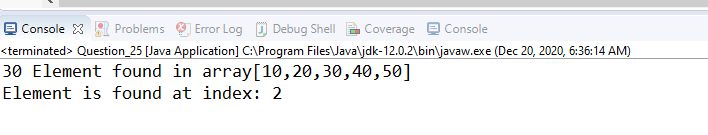 Console Problems Error Log Debug Shell Coverage Console
<terminated> Question_25 [Java Application] C:\Program Files\Java\jdk-12.0.2\bin\javaw.exe (Dec 20, 2020, 6:36:14 AM)
30 Element found in array[10,20,30,40,50]
Element is found at index: 2